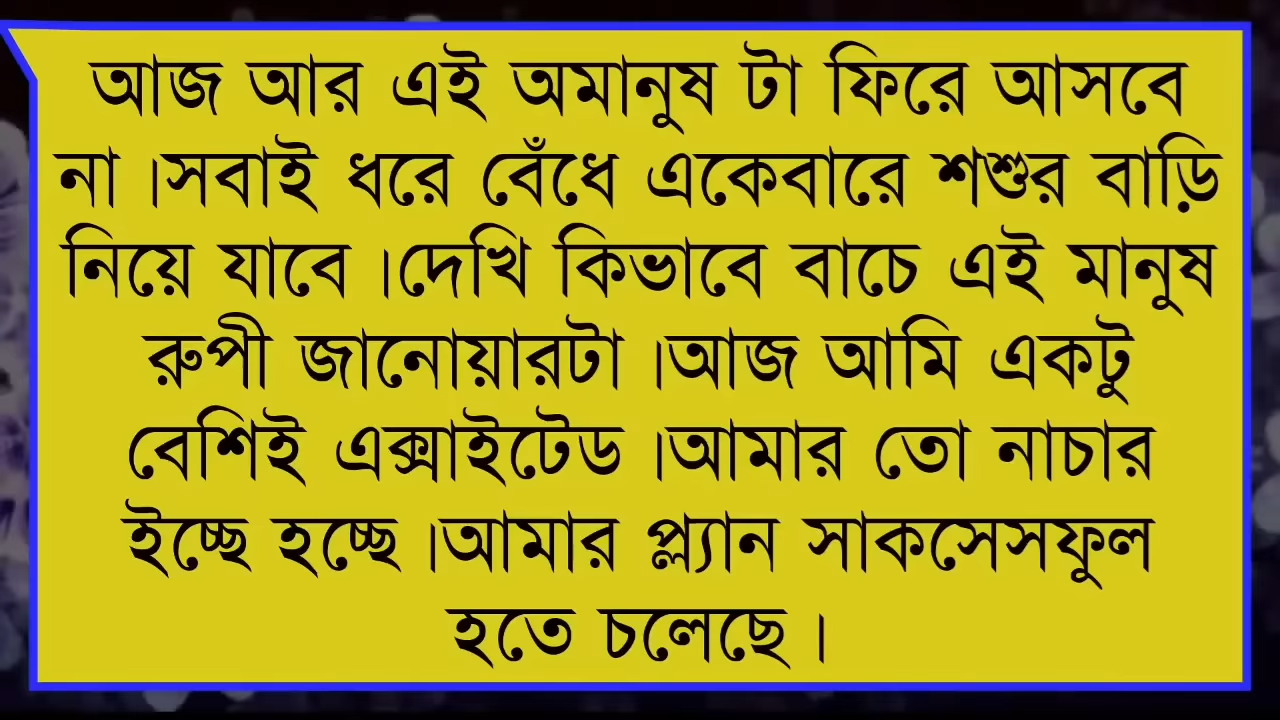 আজ আর এই অমানুষ টা ফিরে আসবে
না ।সবাই ধরে বেঁধে একেবারে শশুর বাড়ি
নিয়ে যাবে ।দেখি কিভাবে বাচে এই মানুষ
রুপী জানোয়ারটা ।আজ আমি একটু
বেশিই এক্সাইটেড ।আমার তো নাচার
ইচ্ছে হচ্ছে ।আমার প্ল্যান সাকসেসফুল
হতে চলেছে ।